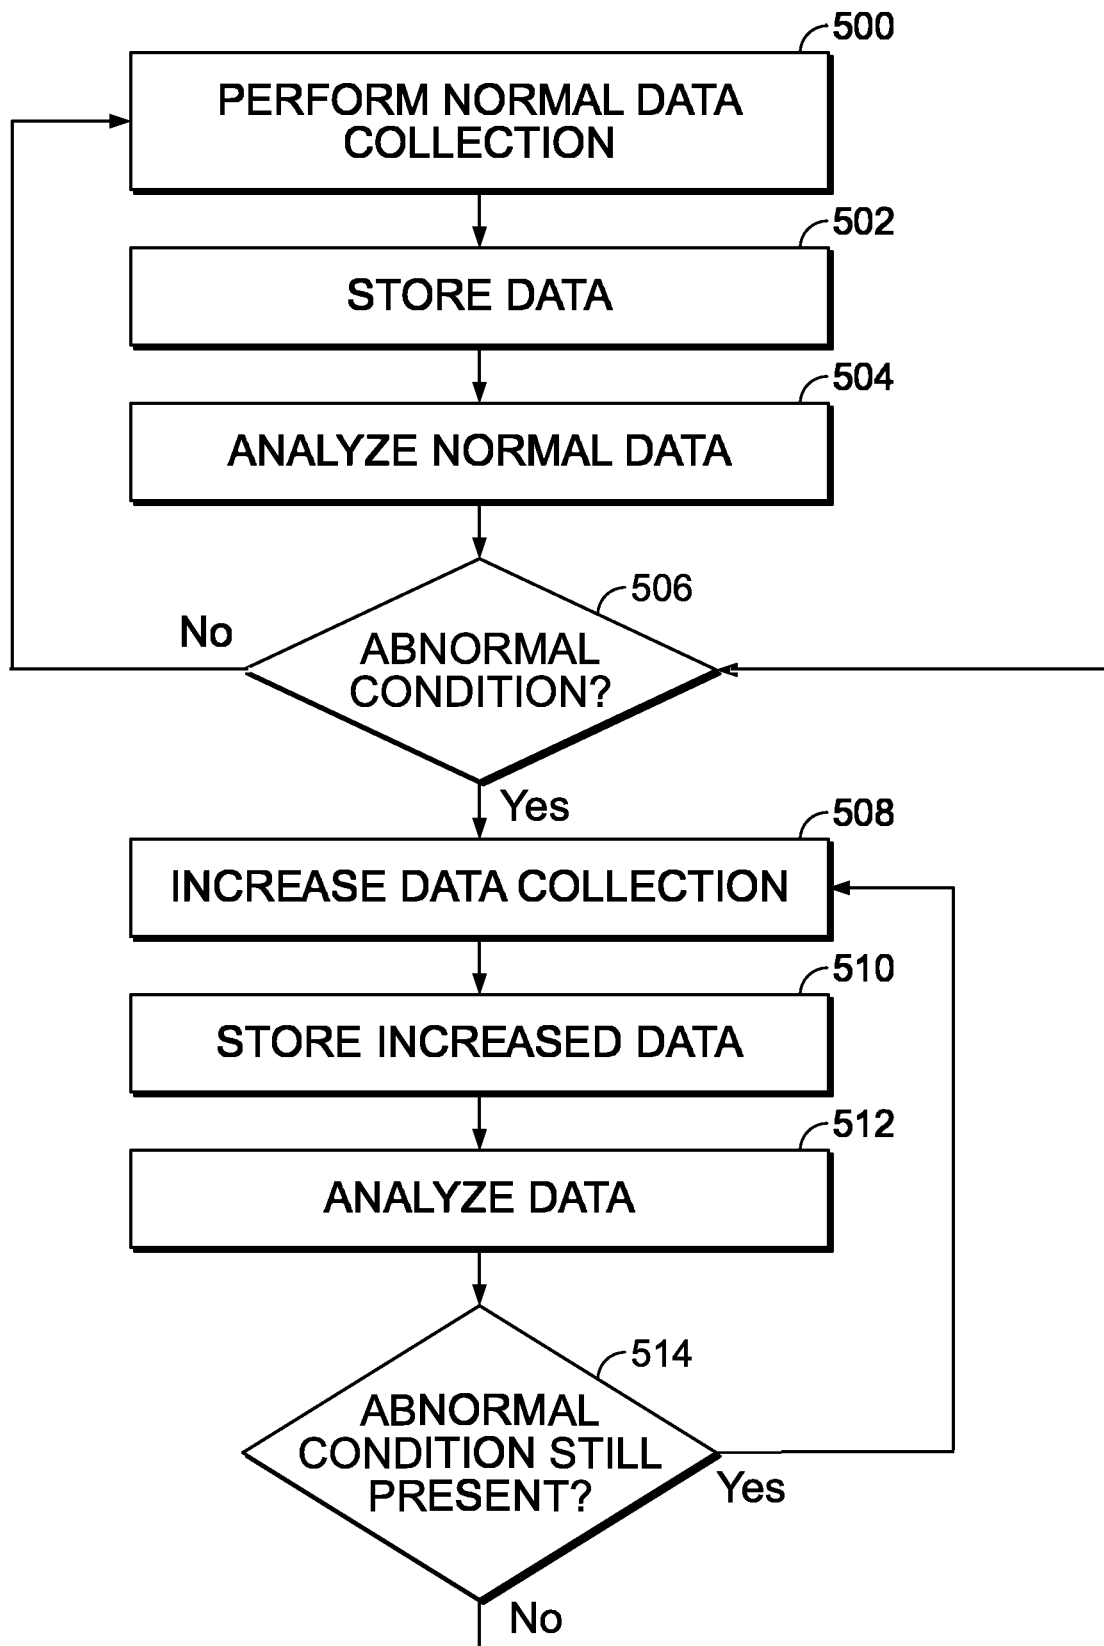 500
PERFORM NORMAL DATA
COLLECTION
502
STORE DATA
504
ANALYZE NORMAL DATA
506
No
ABNORMAL
CONDITION?
Yes
508
INCREASE DATA COLLECTION
510
STORE INCREASED DATA
512
ANALYZE DATA
514
ABNORMAL
CONDITION STILL
PRESENT?
Yes
No